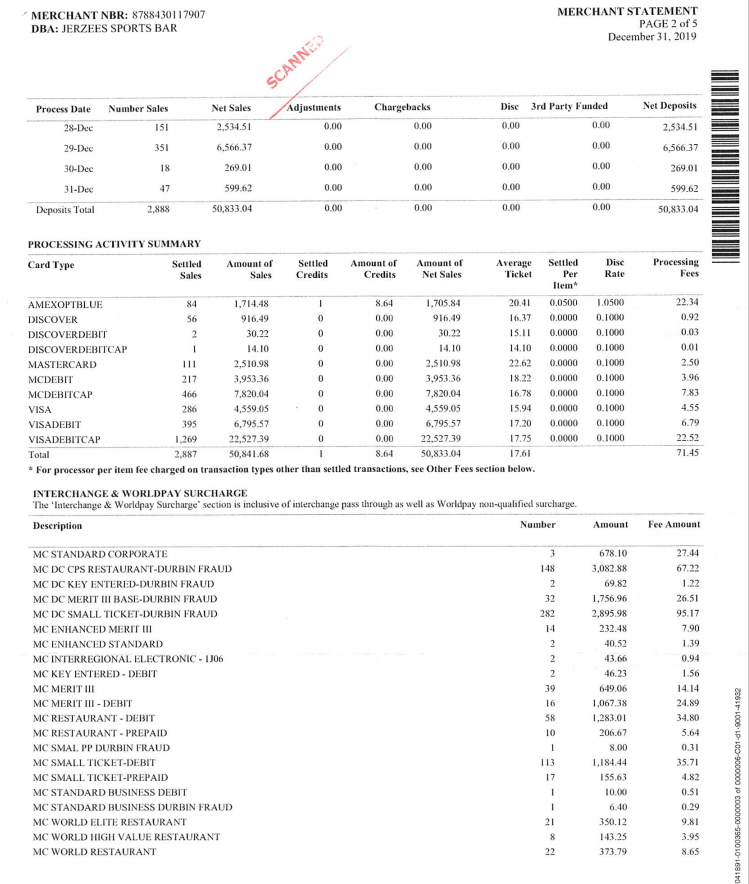 MERCHANT NBR: 8788430117907
DBA: JERZEES SPORTS BAR
MERCHANT STATEMENT
PAGE 2 of 5
December 31, 2019
SCANNED
Process Date Number Sales Net Sales Adjustments Chargebacks Disc 3rd Party Funded Net Deposits
28-Dec 151 2,534.51 0.00 0.00 0.00 0.00 2,534.51
29-Dec 351 6,566.37 0.00 0.00 0.00 0.00 6,566.37
30-Dec 18 269.01 0.00 0.00 0.00 0.00 269.01
31-Dec 47 599.62 0.00 0.00 0.00 0.00 599.62
Deposits Total 2,888 50,833.04 0.00 0.00 0.00 0.00 50,833.04
PROCESSING ACTIVITY SUMMARY
Card Type Settled Amount of Settled Amount of Amount of Average Settled Disc Processing
Sales Sales Credits Credits Net Sales Ticket Per Rate Fees
Item*
AMEXOPTBLUE 84 1,714.48 1 8.64 1,705.84 20.41 0.0500 1.0500 22.34
DISCOVER 56 916.49 0 0.00 916.49 16.37 0.0000 0.1000 0.92
DISCOVERDEBIT 2 30.22 0 0.00 30.22 15.11 0.0000 0.1000 0.03
DISCOVERDEBITCAP 1 14.10 0 0.00 14.10 14.10 0.0000 0.1000 0.01
MASTERCARD 111 2,510.98 0 0.00 2,510.98 22.62 0.0000 0.1000 2.50
MCDEBIT 217 3,953.36 0 0.00 3,953.36 18.22 0.0000 0.1000 3.96
MCDEBITCAP 466 7,820.04 0 0.00 7,820.04 16.78 0.0000 0.1000 7.83
VISA 286 4,559.05 0 0.00 4,559.05 15.94 0.0000 0.1000 4.55
VISADEBIT 395 6,795.57 0 0.00 6,795.57 17.20 0.0000 0.1000 6.79
VISADEBITCAP 1,269 22,527.39 0 0.00 22,527.39 17.75 0.0000 0.1000 22.52
Total 2,887 50,841.68 1 8.64 50,833.04 17.61 71.45
* For processor per item fee charged on transaction types other than settled transactions, see Other Fees section below.
INTERCHANGE & WORLDPAY SURCHARGE
The 'Interchange & Worldpay Surcharge' section is inclusive of interchange pass through as well as Worldpay non-qualified surcharge.
Description Number Amount Fee Amount
MC STANDARD CORPORATE 3 678.10 27.44
MC DC CPS RESTAURANT-DURBIN FRAUD 148 3,082.88 67.22
MC DC KEY ENTERED-DURBIN FRAUD 2 69.82 1.22
MC DC MERIT III BASE-DURBIN FRAUD 32 1,756.96 26.51
MC DC SMALL TICKET-DURBIN FRAUD 282 2,895.98 95.17
MC ENHANCED MERIT III 14 232.48 7.90
MC ENHANCED STANDARD 2 40.52 1.39
MC INTERREGIONAL ELECTRONIC - 1J06 2 43.66 0.94
MC KEY ENTERED - DEBIT 2 46.23 1.56
MC MERIT III 39 649.06 14.14
MC MERIT III - DEBIT 16 1,067.38 24.89
MC RESTAURANT - DEBIT 58 1,283.01 34.80
MC RESTAURANT - PREPAID 10 206.67 5.64
MC SMAL PP DURBIN FRAUD 1 8.00 0.31
MC SMALL TICKET-DEBIT 113 1,184.44 35.71
MC SMALL TICKET-PREPAID 17 155.63 4.82
MC STANDARD BUSINESS DEBIT 1 10.00 0.51
MC STANDARD BUSINESS DURBIN FRAUD 1 6.40 0.29
MC WORLD ELITE RESTAURANT 21 350.12 9.81
MC WORLD HIGH VALUE RESTAURANT 8 143.25 3.95
MC WORLD RESTAURANT 22 373.79 8.65
041891-0100365-0000003 of 0000006-C01-d1-9001-41932